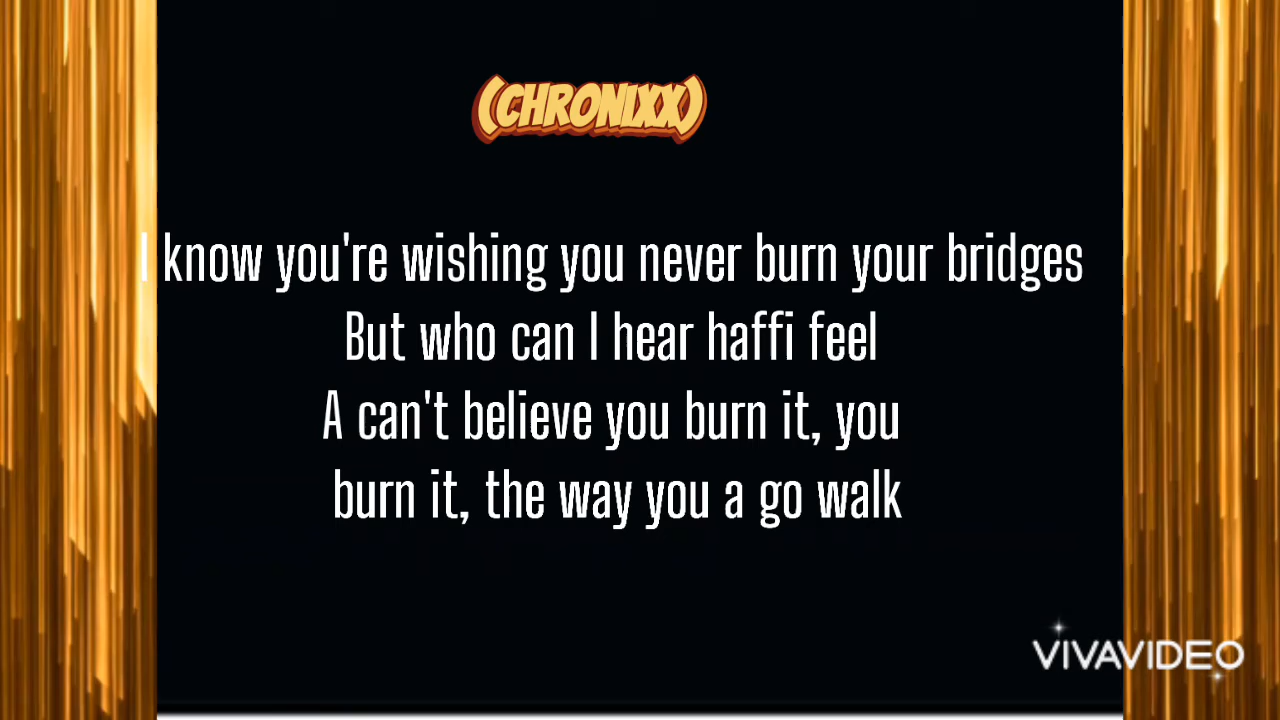 (CHRONIXX)
I know you're wishing you never burn your bridges
But who can I hear haffi feel
A can't believe you burn it, you
burn it, the way you a go walk
VIVAVIDEO